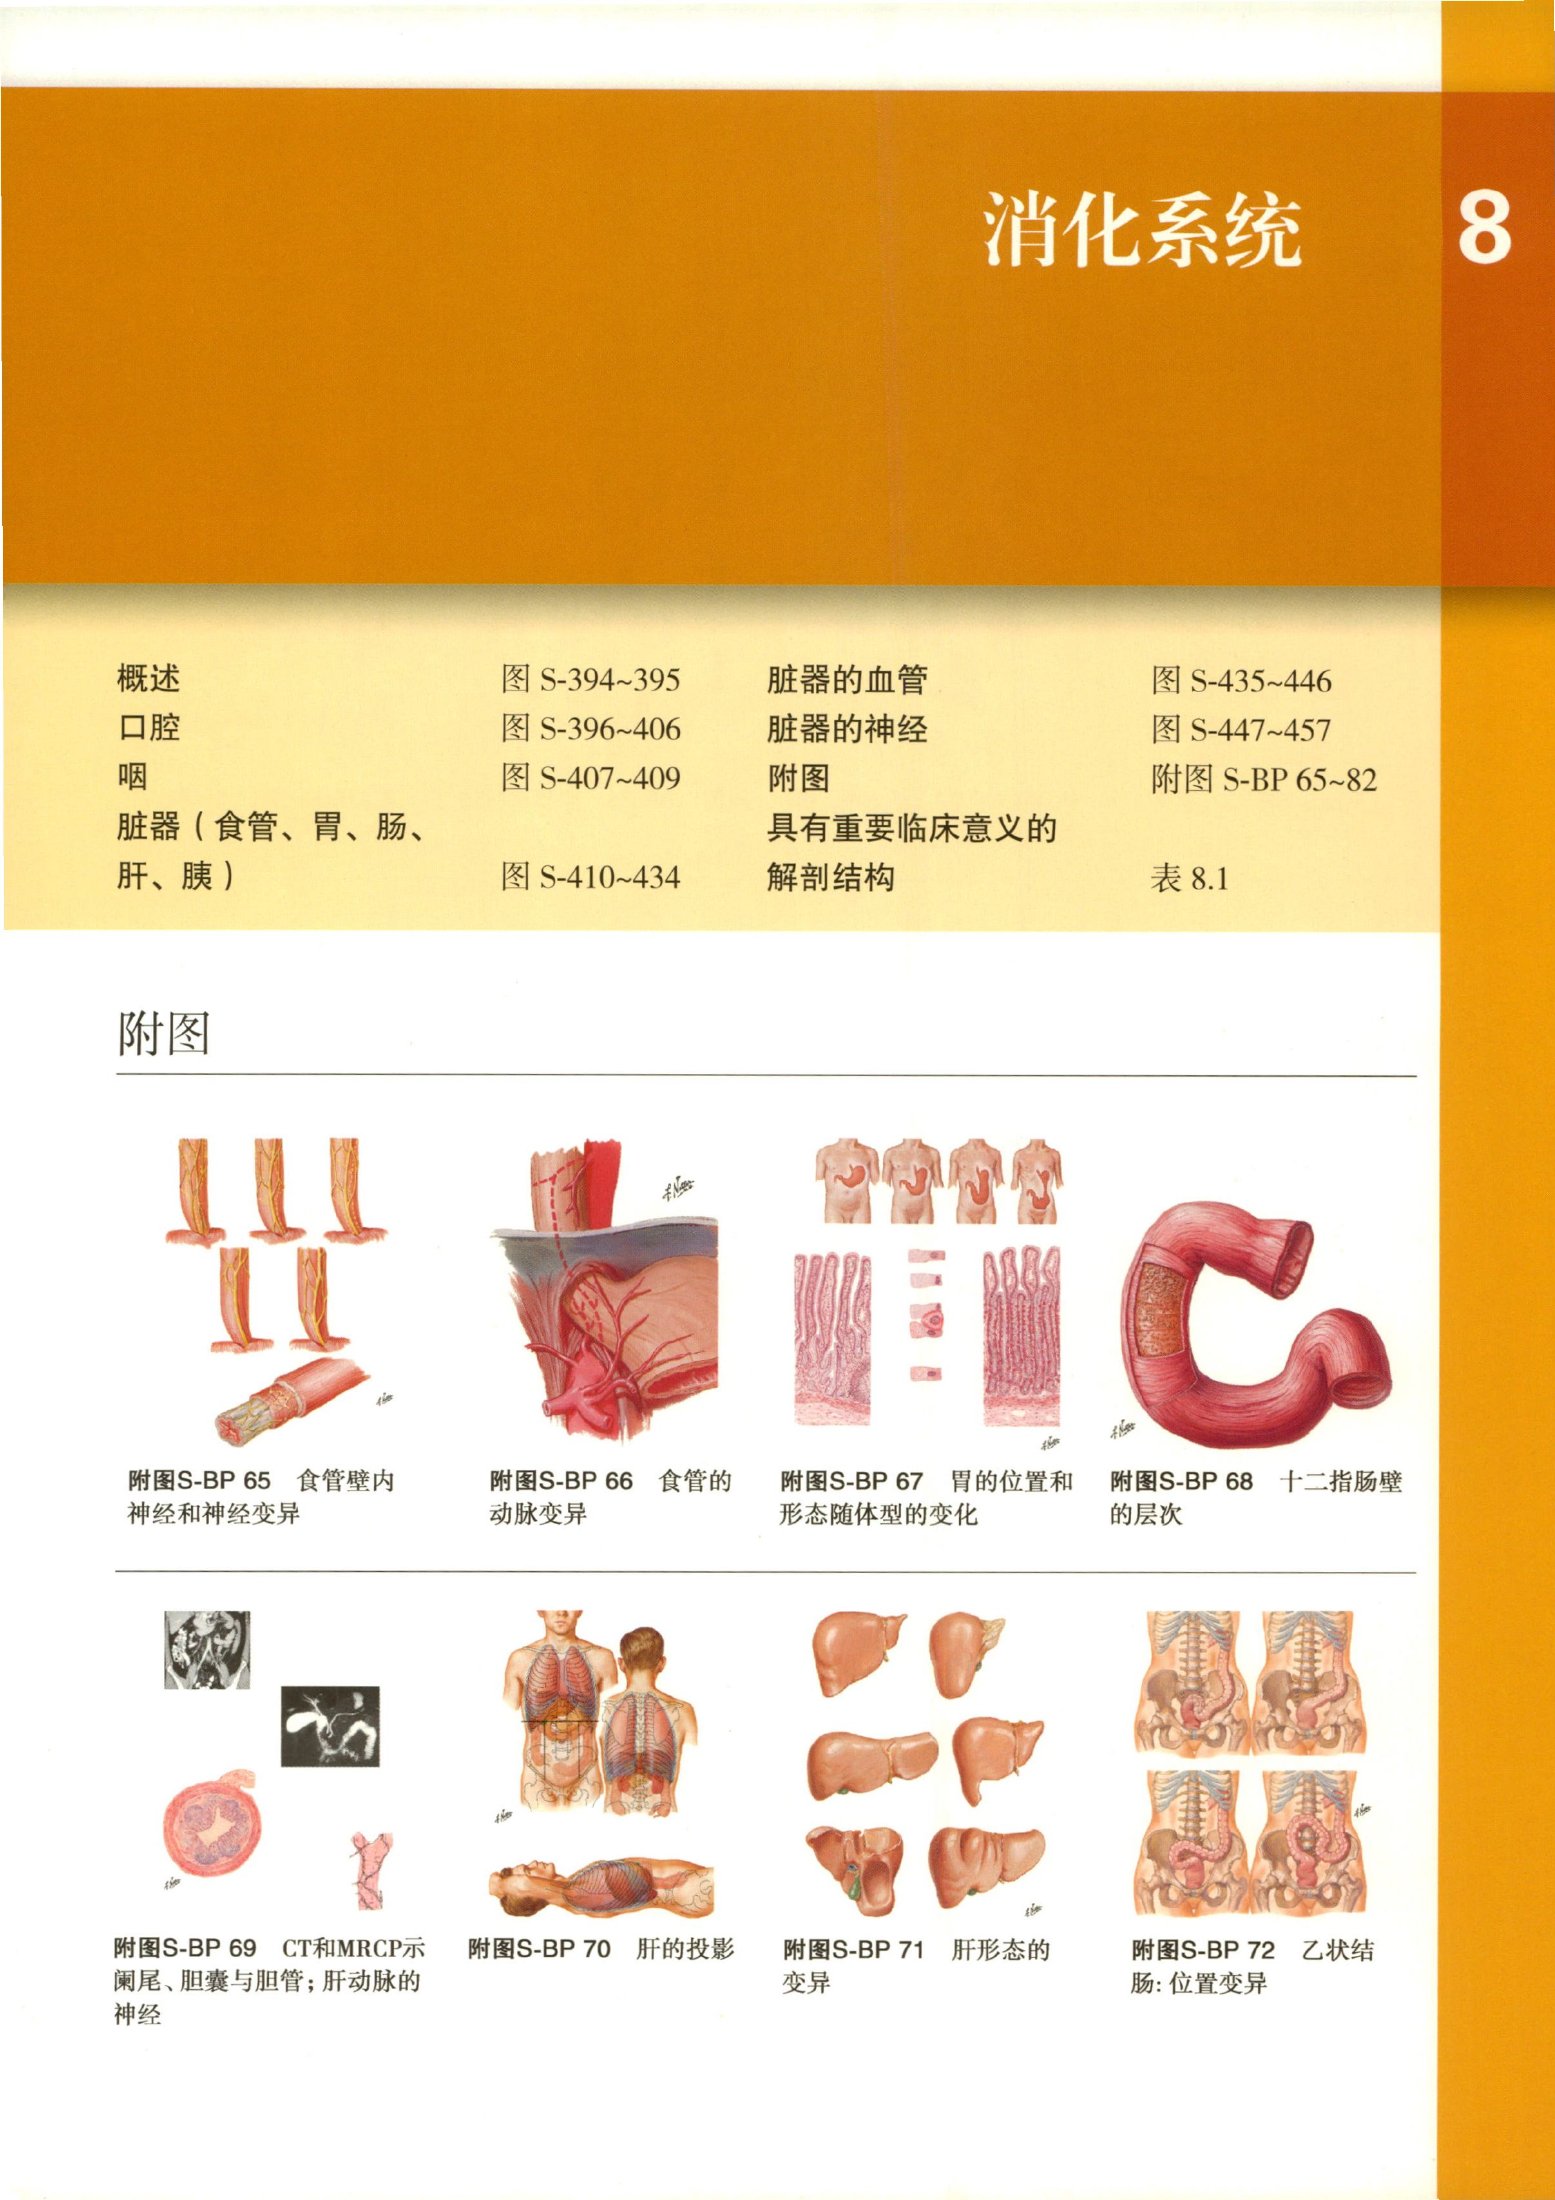 消化系统 8
概述 图 S-394~395
口腔 图 S-396~406
咽 图 S-407~409
脏器（食管、胃、肠、
肝、胰） 图 S-410~434
脏器的血管 图 S-435~446
脏器的神经 图 S-447~457
附图 附图 S-BP 65~82
具有重要临床意义的
解剖结构 表 8.1
附图
附图S-BP 65 食管壁内
神经和神经变异
附图S-BP 66 食管的
动脉变异
附图S-BP 67 胃的位置和
形态随体型的变化
附图S-BP 68 十二指肠壁
的层次
附图S-BP 69 CT和MRCP示
阑尾、胆囊与胆管；肝动脉的
神经
附图S-BP 70 肝的投影
附图S-BP 71 肝形态的
变异
附图S-BP 72 乙状结
肠：位置变异